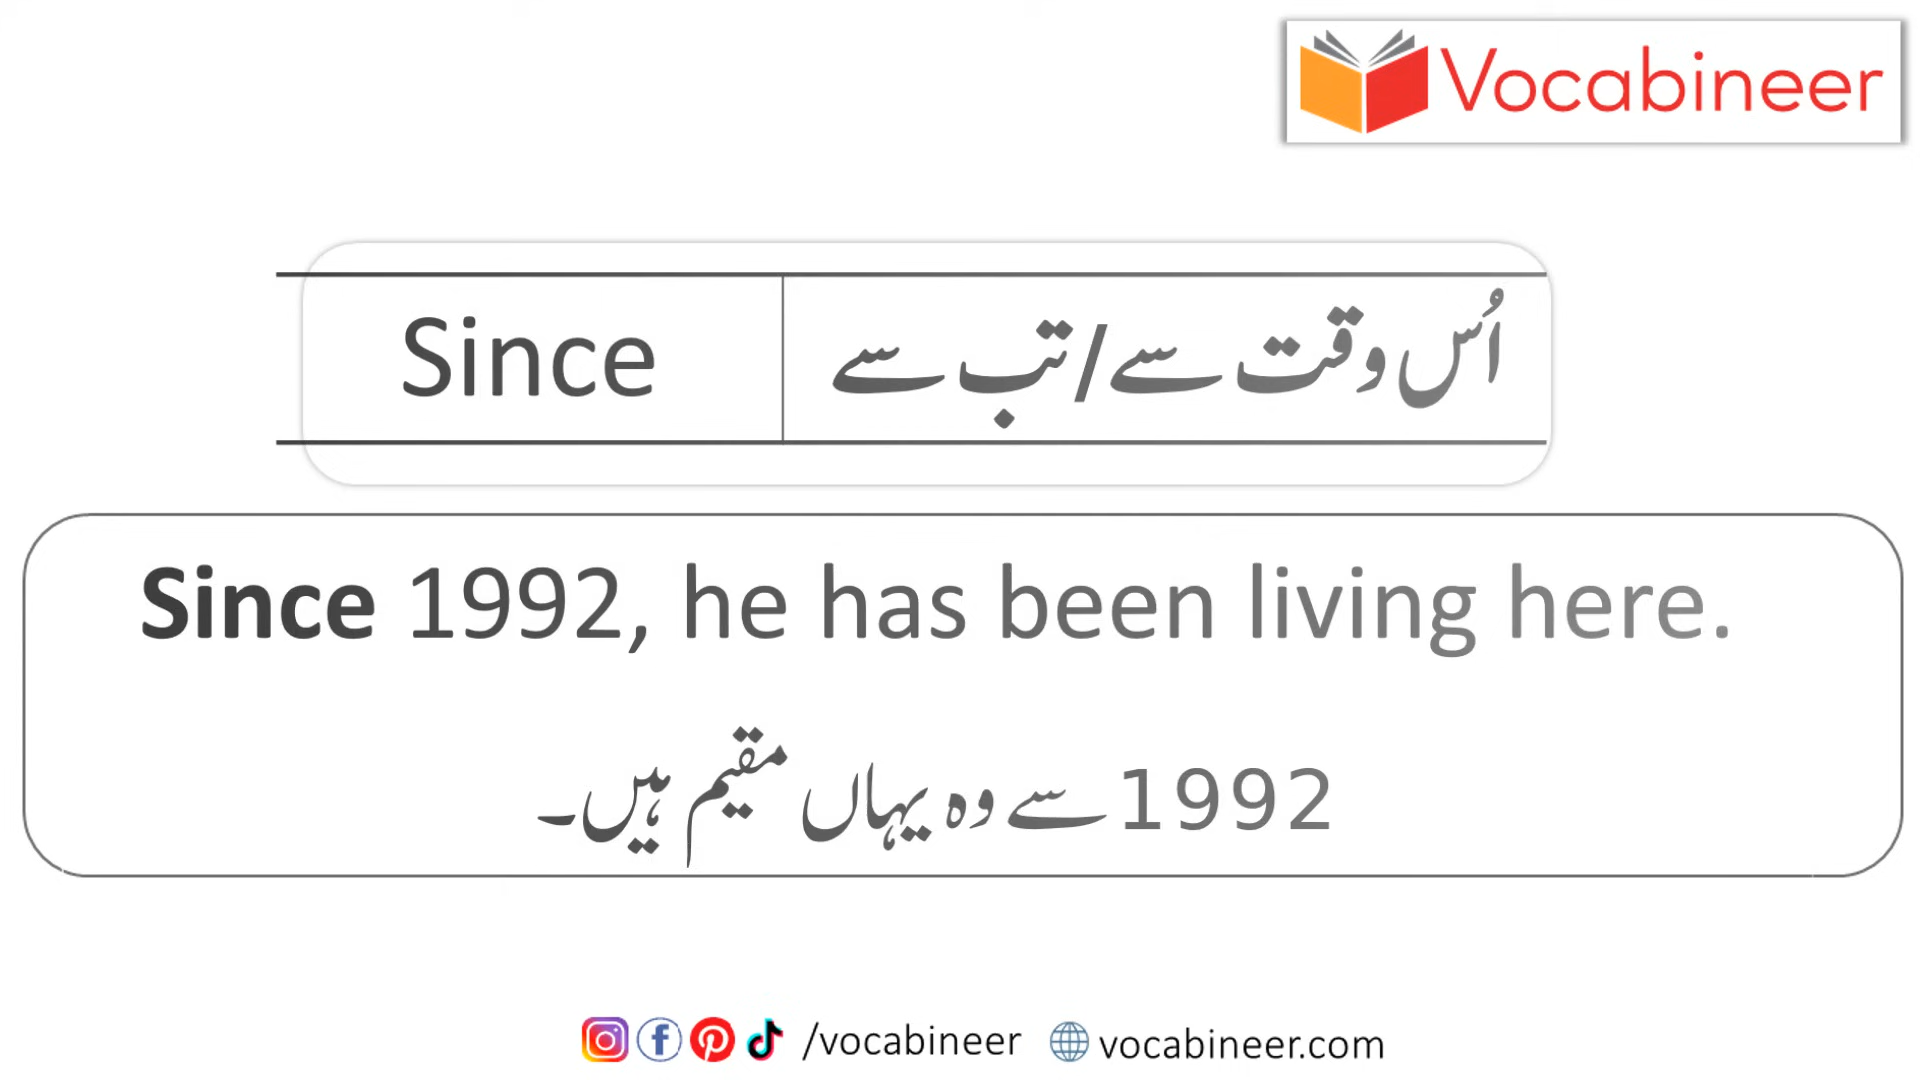 Vocabineer
Since
اُس وقت سے/تب سے
Since 1992, he has been living here.
1992 سے وہ یہاں مقیم ہیں۔
/vocabineer vocabineer.com